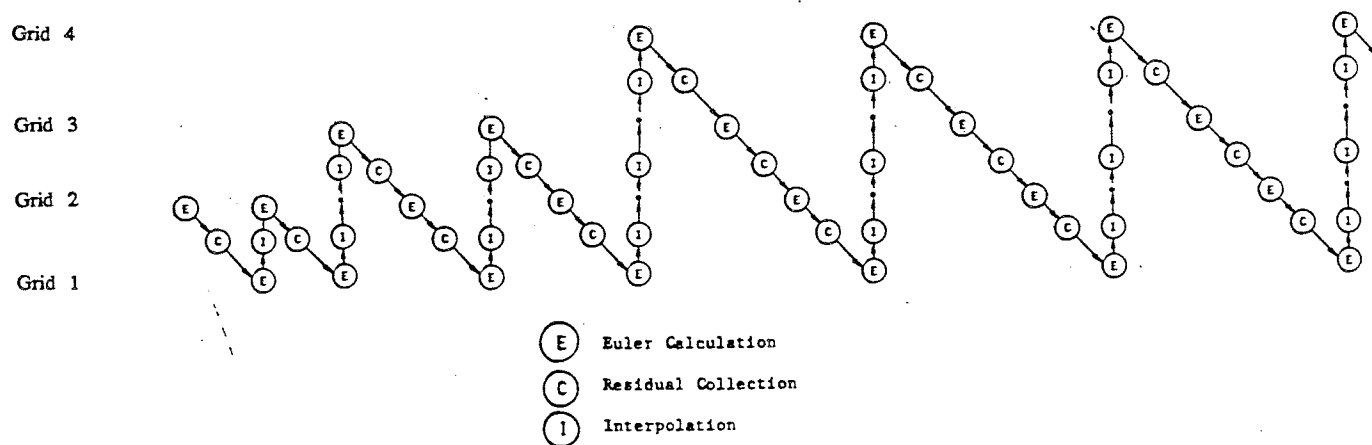 Grid 4 E E E E
I C I C I C I
Grid 3 E E E E E
I C I C I C I C I C I
Grid 2 E E E E E E E
C I C I C I C I C I C I C I
Grid 1 E E E E E E E
E Euler Calculation
C Residual Collection
I Interpolation